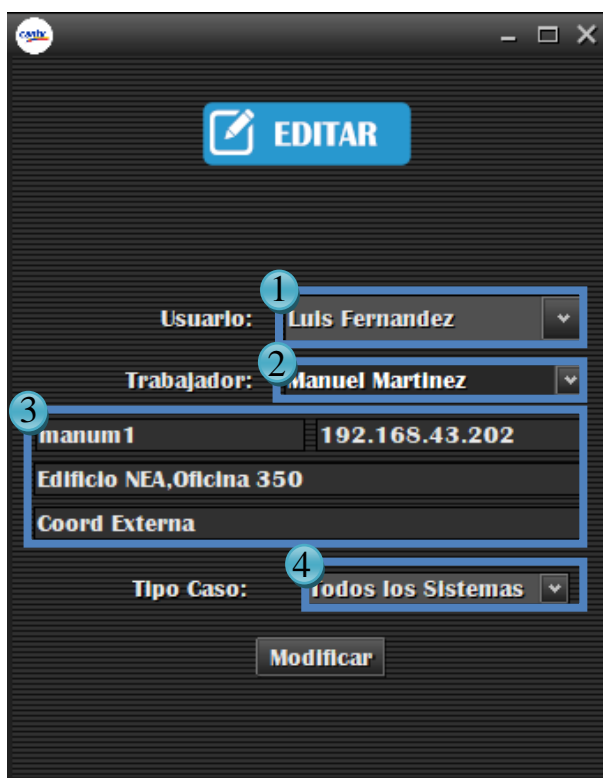 cantv
EDITAR
1
Usuario: Luis Fernandez
2
Trabajador: Manuel Martinez
3
manum1 192.168.43.202
Edificio NEA,Oficina 350
Coord Externa
4
Tipo Caso: Todos los Sistemas
Modificar